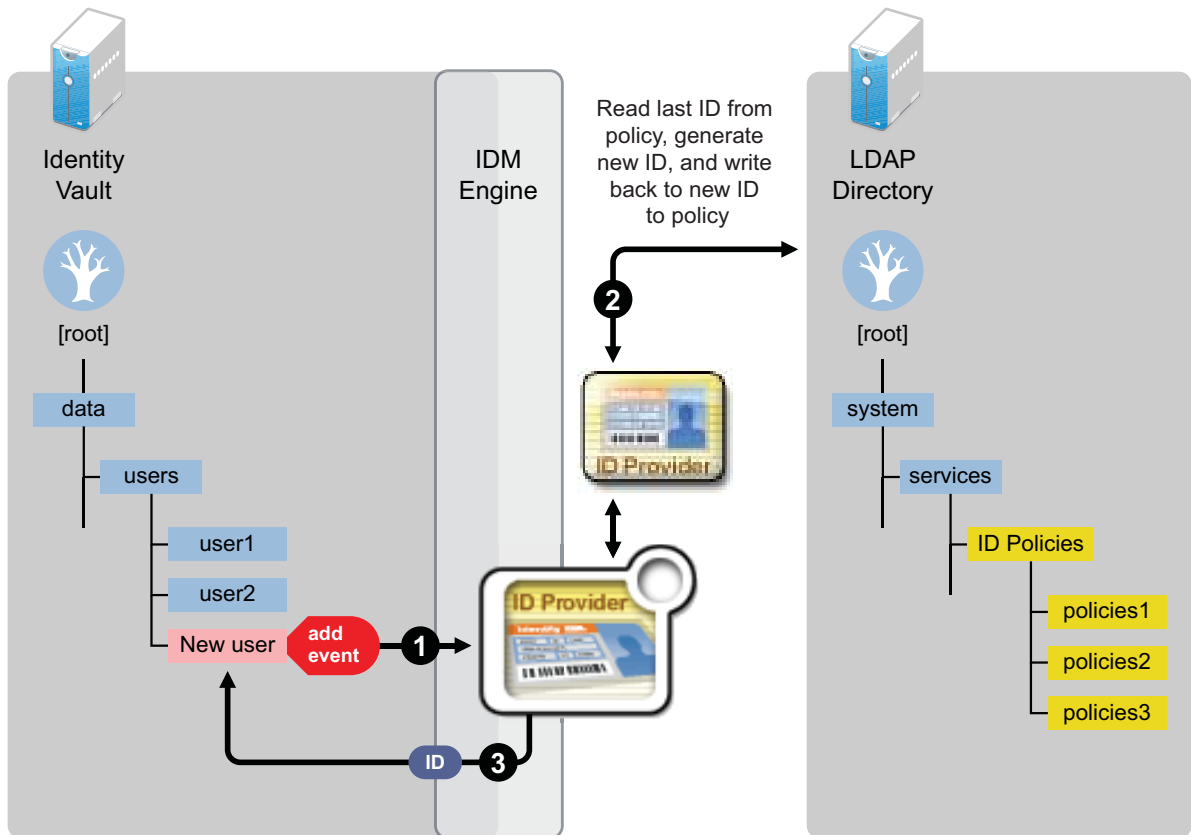 Identity
Vault
[root]
data
users
user1
user2
New user
add
event
1
IDM
Engine
Read last ID from
policy, generate
new ID, and write
back to new ID
to policy
2
ID Provider
ID Provider
Identify
3
ID
LDAP
Directory
[root]
system
services
ID Policies
policies1
policies2
policies3